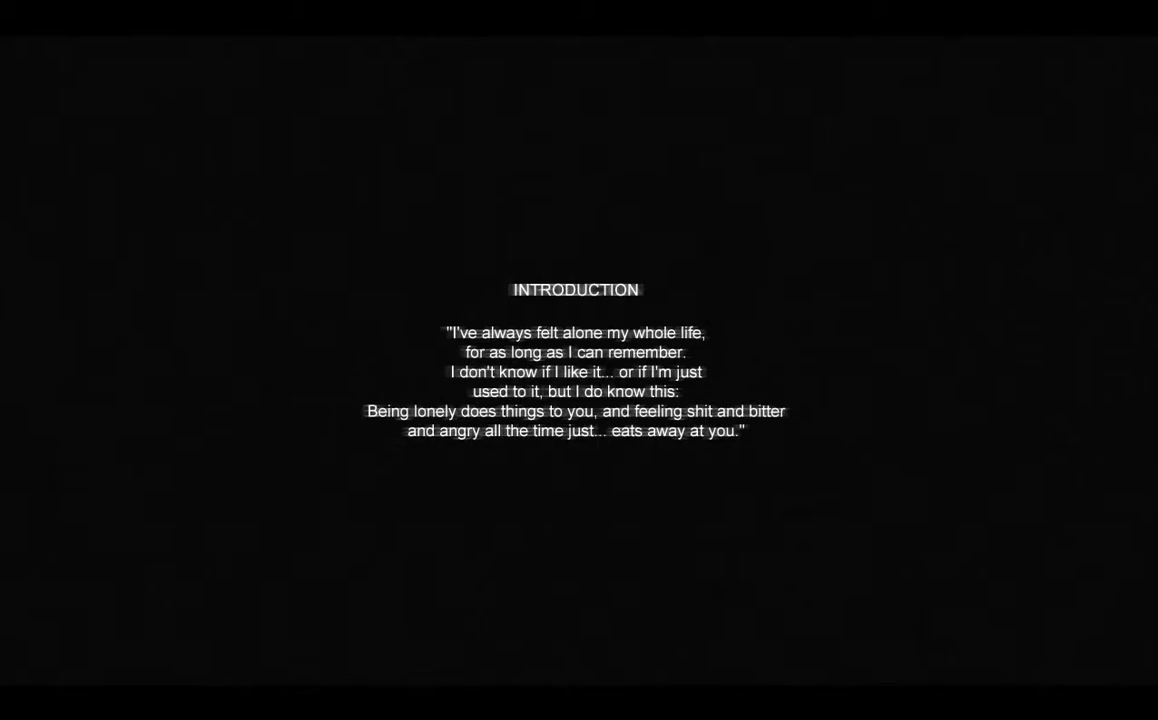 INTRODUCTION
"I've always felt alone my whole life,
for as long as I can remember.
I don't know if I like it... or if I'm just
used to it, but I do know this:
Being lonely does things to you, and feeling shit and bitter
and angry all the time just... eats away at you."